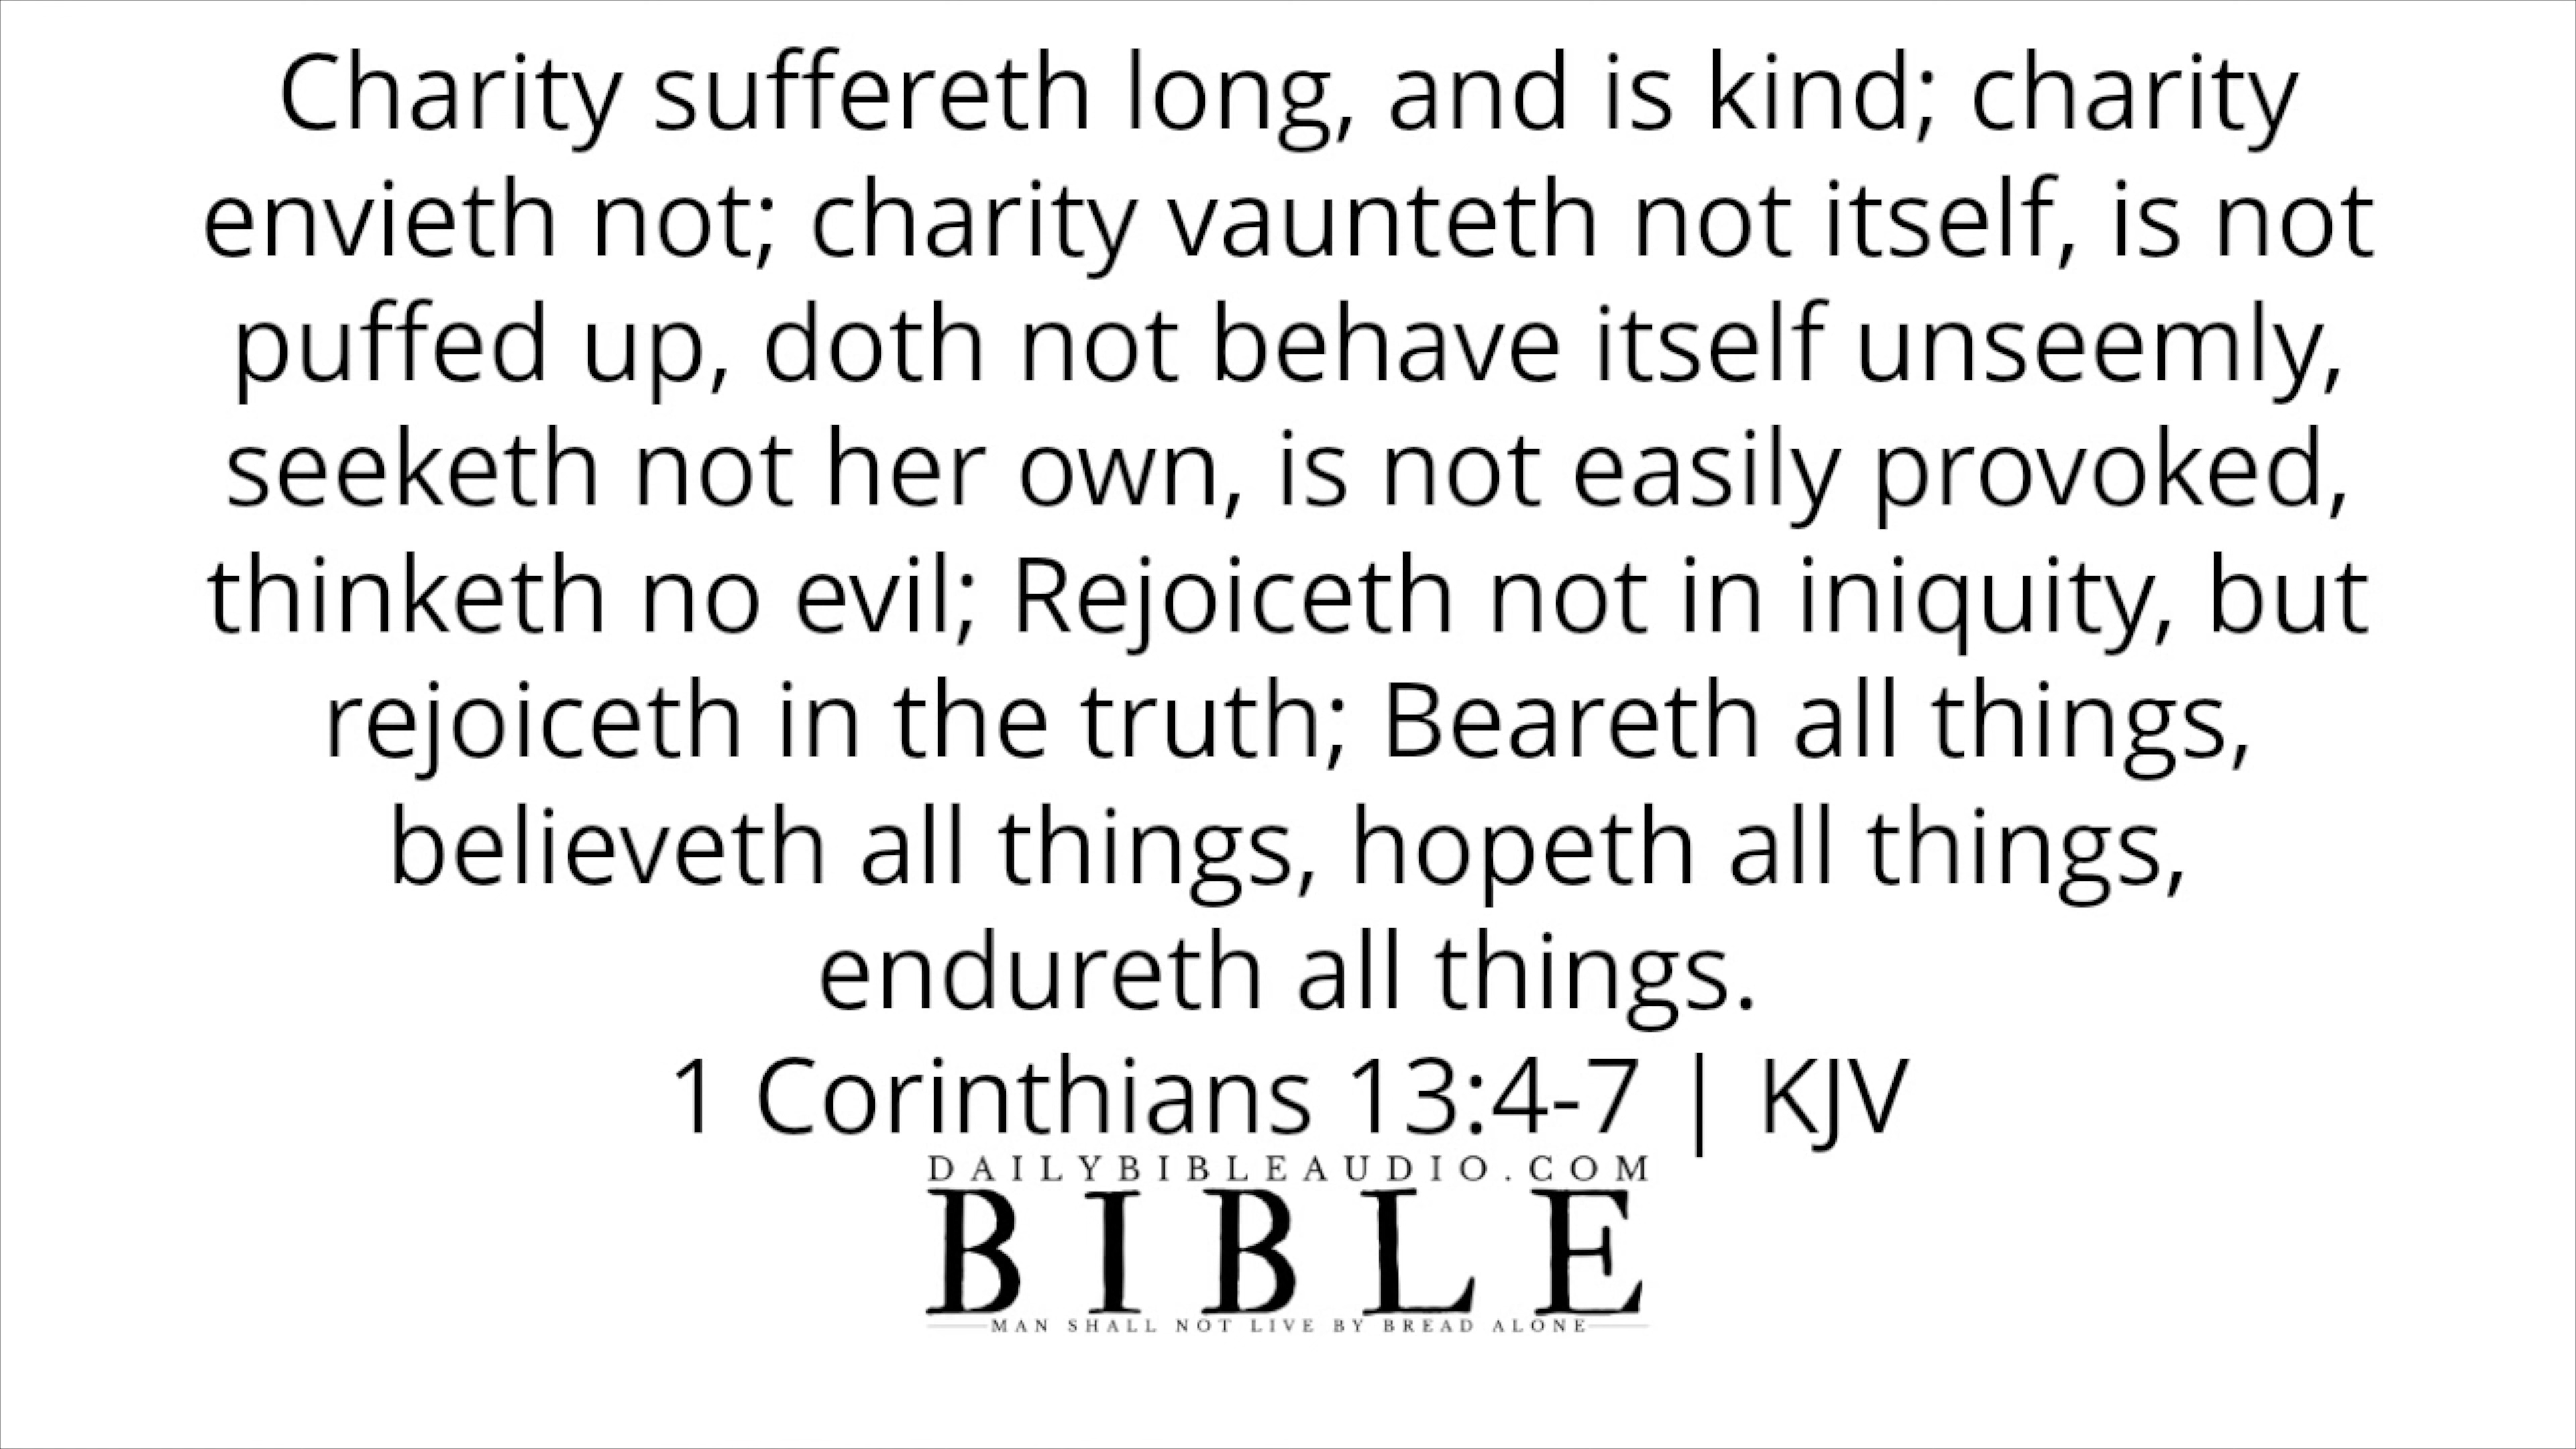 Charity suffereth long, and is kind; charity
envieth not; charity vaunteth not itself, is not
puffed up, doth not behave itself unseemly,
seeketh not her own, is not easily provoked,
thinketh no evil; Rejoiceth not in iniquity, but
rejoiceth in the truth; Beareth all things,
believeth all things, hopeth all things,
endureth all things.
1 Corinthians 13:4-7 | KJV
DAILYBIBLEAUDIO.COM
BIBLE
MAN SHALL NOT LIVE BY BREAD ALONE